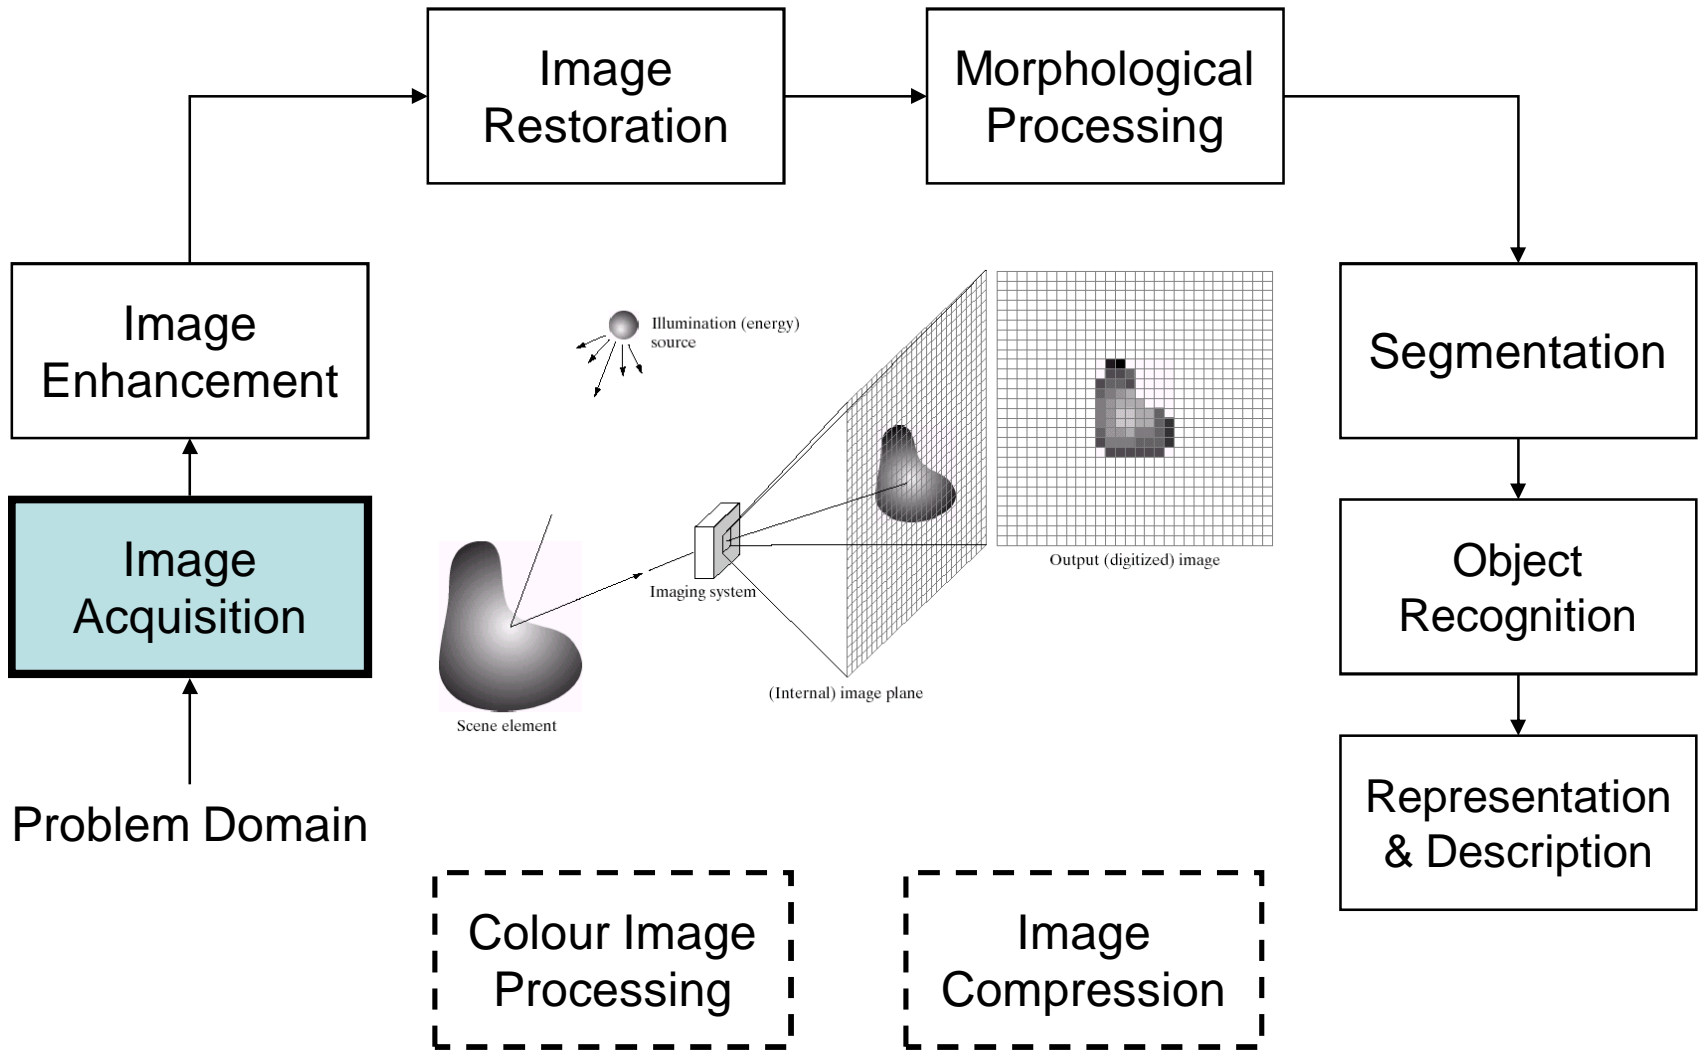 Image
Restoration
Morphological
Processing
Image
Enhancement
Illumination (energy)
source
Segmentation
Image
Acquisition
Imaging system
Output (digitized) image
Object
Recognition
(Internal) image plane
Scene element
Problem Domain
Representation
& Description
Colour Image
Processing
Image
Compression